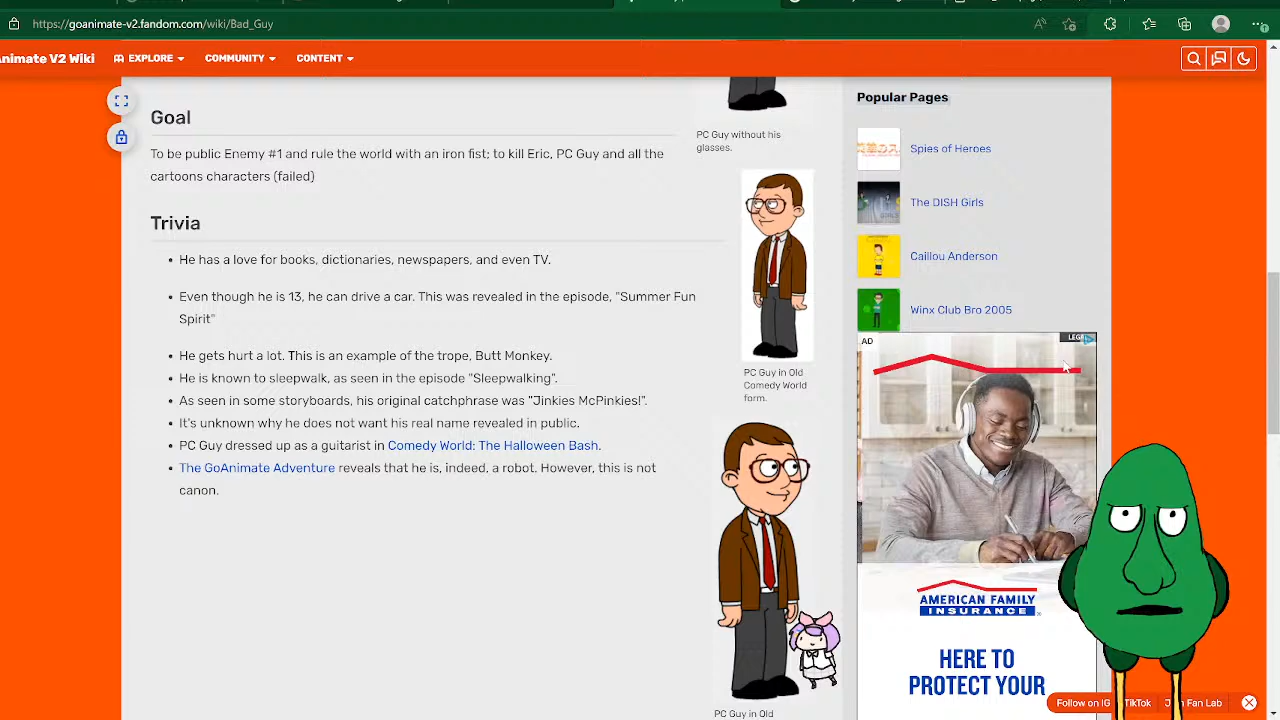 https://goanimate-v2.fandom.com/wiki/Bad_Guy
Animate V2 Wiki
EXPLORE
COMMUNITY
CONTENT
Goal
To be public Enemy #1 and rule the world with an iron fist; to kill Eric, PC Guy and all the
cartoons characters (failed)
Trivia
He has a love for books, dictionaries, newspapers, and even TV.
Even though he is 13, he can drive a car. This was revealed in the episode, "Summer Fun
Spirit"
He gets hurt a lot. This is an example of the trope, Butt Monkey.
He is known to sleepwalk, as seen in the episode "Sleepwalking".
As seen in some storyboards, his original catchphrase was "Jinkies McPinkies!".
It's unknown why he does not want his real name revealed in public.
PC Guy dressed up as a guitarist in Comedy World: The Halloween Bash.
The GoAnimate Adventure reveals that he is, indeed, a robot. However, this is not
canon.
PC Guy without his
glasses.
PC Guy in Old
Comedy World
form.
PC Guy in Old
Popular Pages
Spies of Heroes
The DISH Girls
Caillou Anderson
Winx Club Bro 2005
AD
AMERICAN FAMILY
INSURANCE
HERE TO
PROTECT YOUR
Follow on IG
TikTok
Fan Lab